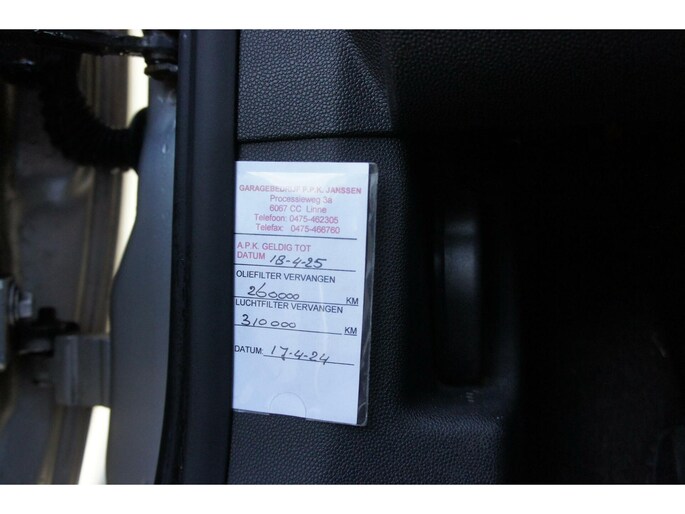 GARAGEBEDRIJF P.P.K. JANSSEN
Processieweg 3a
6067 CC Linne
Telefoon: 0475-462305
Telefax: 0475-466760
A.P.K. GELDIG TOT
DATUM 18-4-25
OLIEFILTER VERVANGEN
260000 KM
LUCHTFILTER VERVANGEN
310000 KM
DATUM: 17-4-24